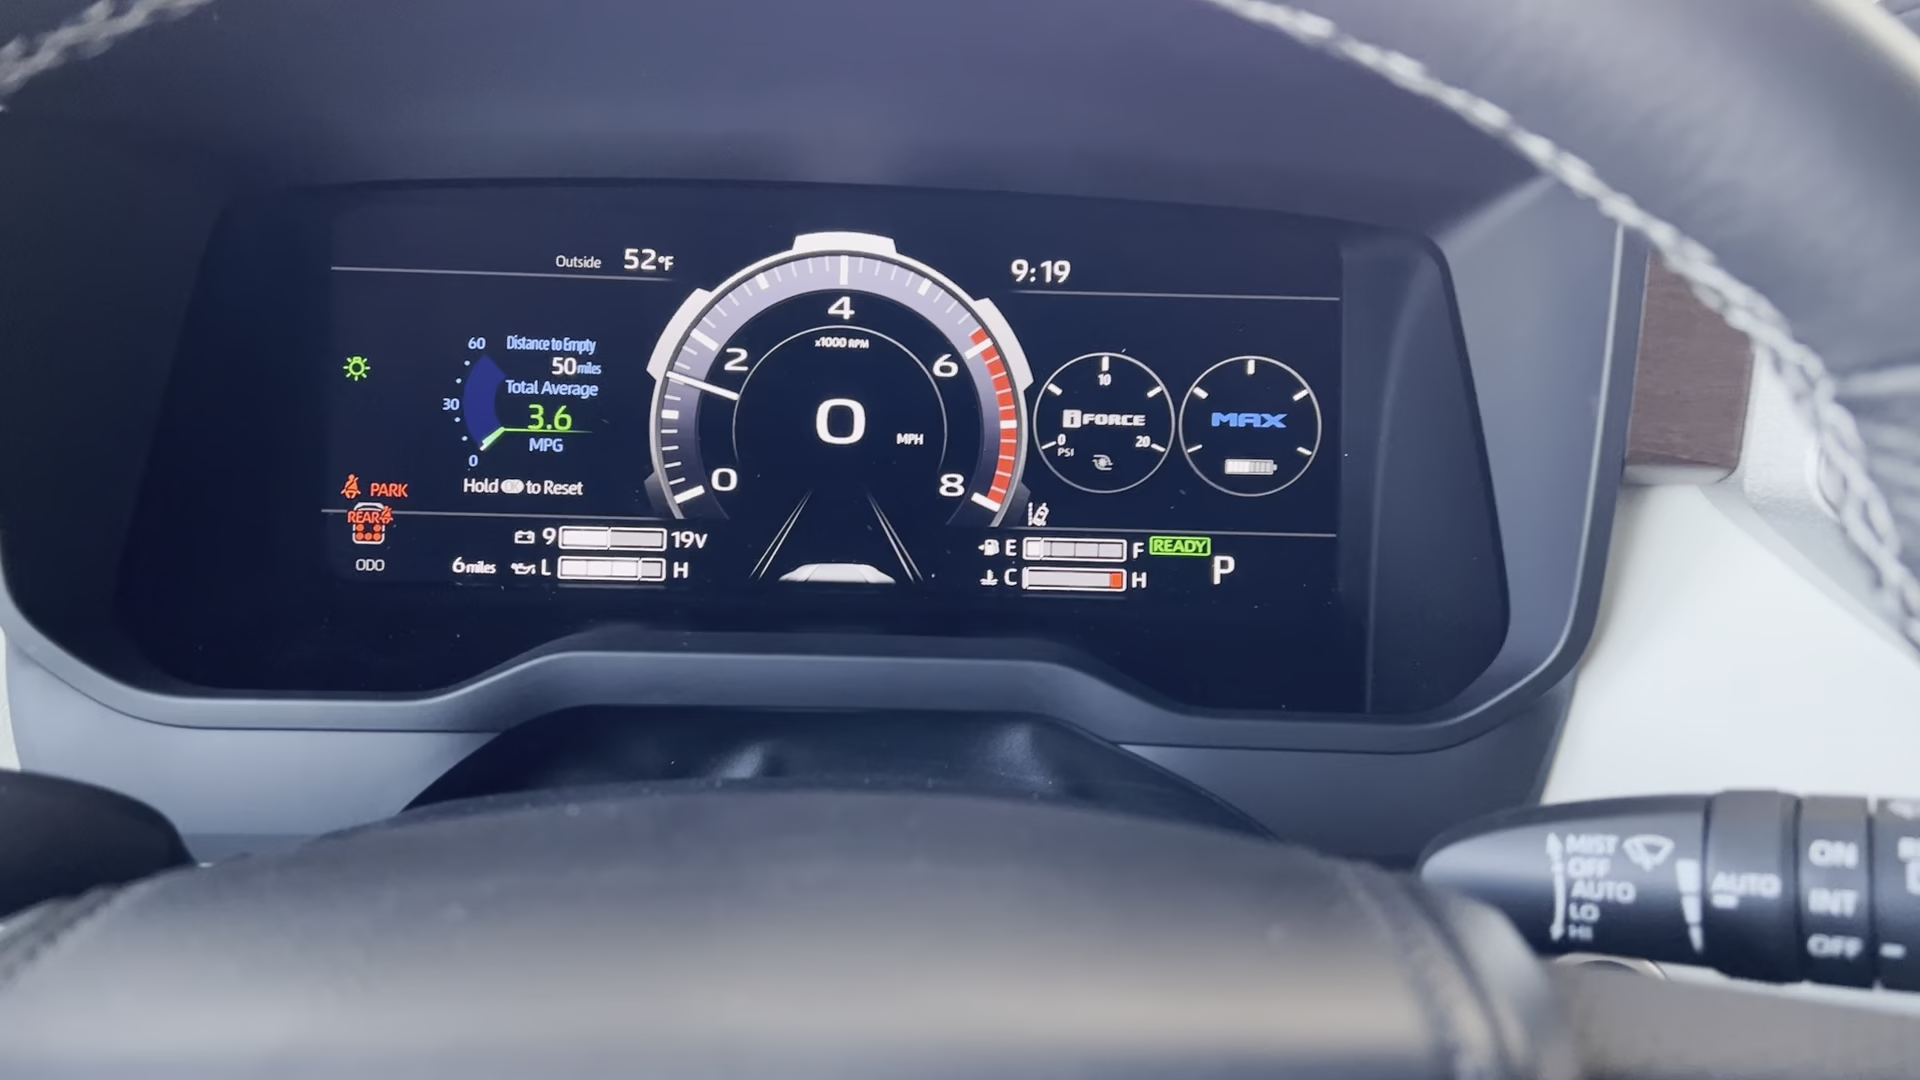 Outside 52°F
9:19
60
Distance to Empty
50 miles
Total Average
30
3.6
MPG
0
Hold OK to Reset
4
x1000 RPM
2
6
0
MPH
0
8
10
iFORCE
0
PSI
20
MAX
PARK
REAR
ODO
6 miles
9 19V
L H
E F
READY
C H
P
MIST
OFF
AUTO
LO
HI
AUTO
ON
INT
OFF